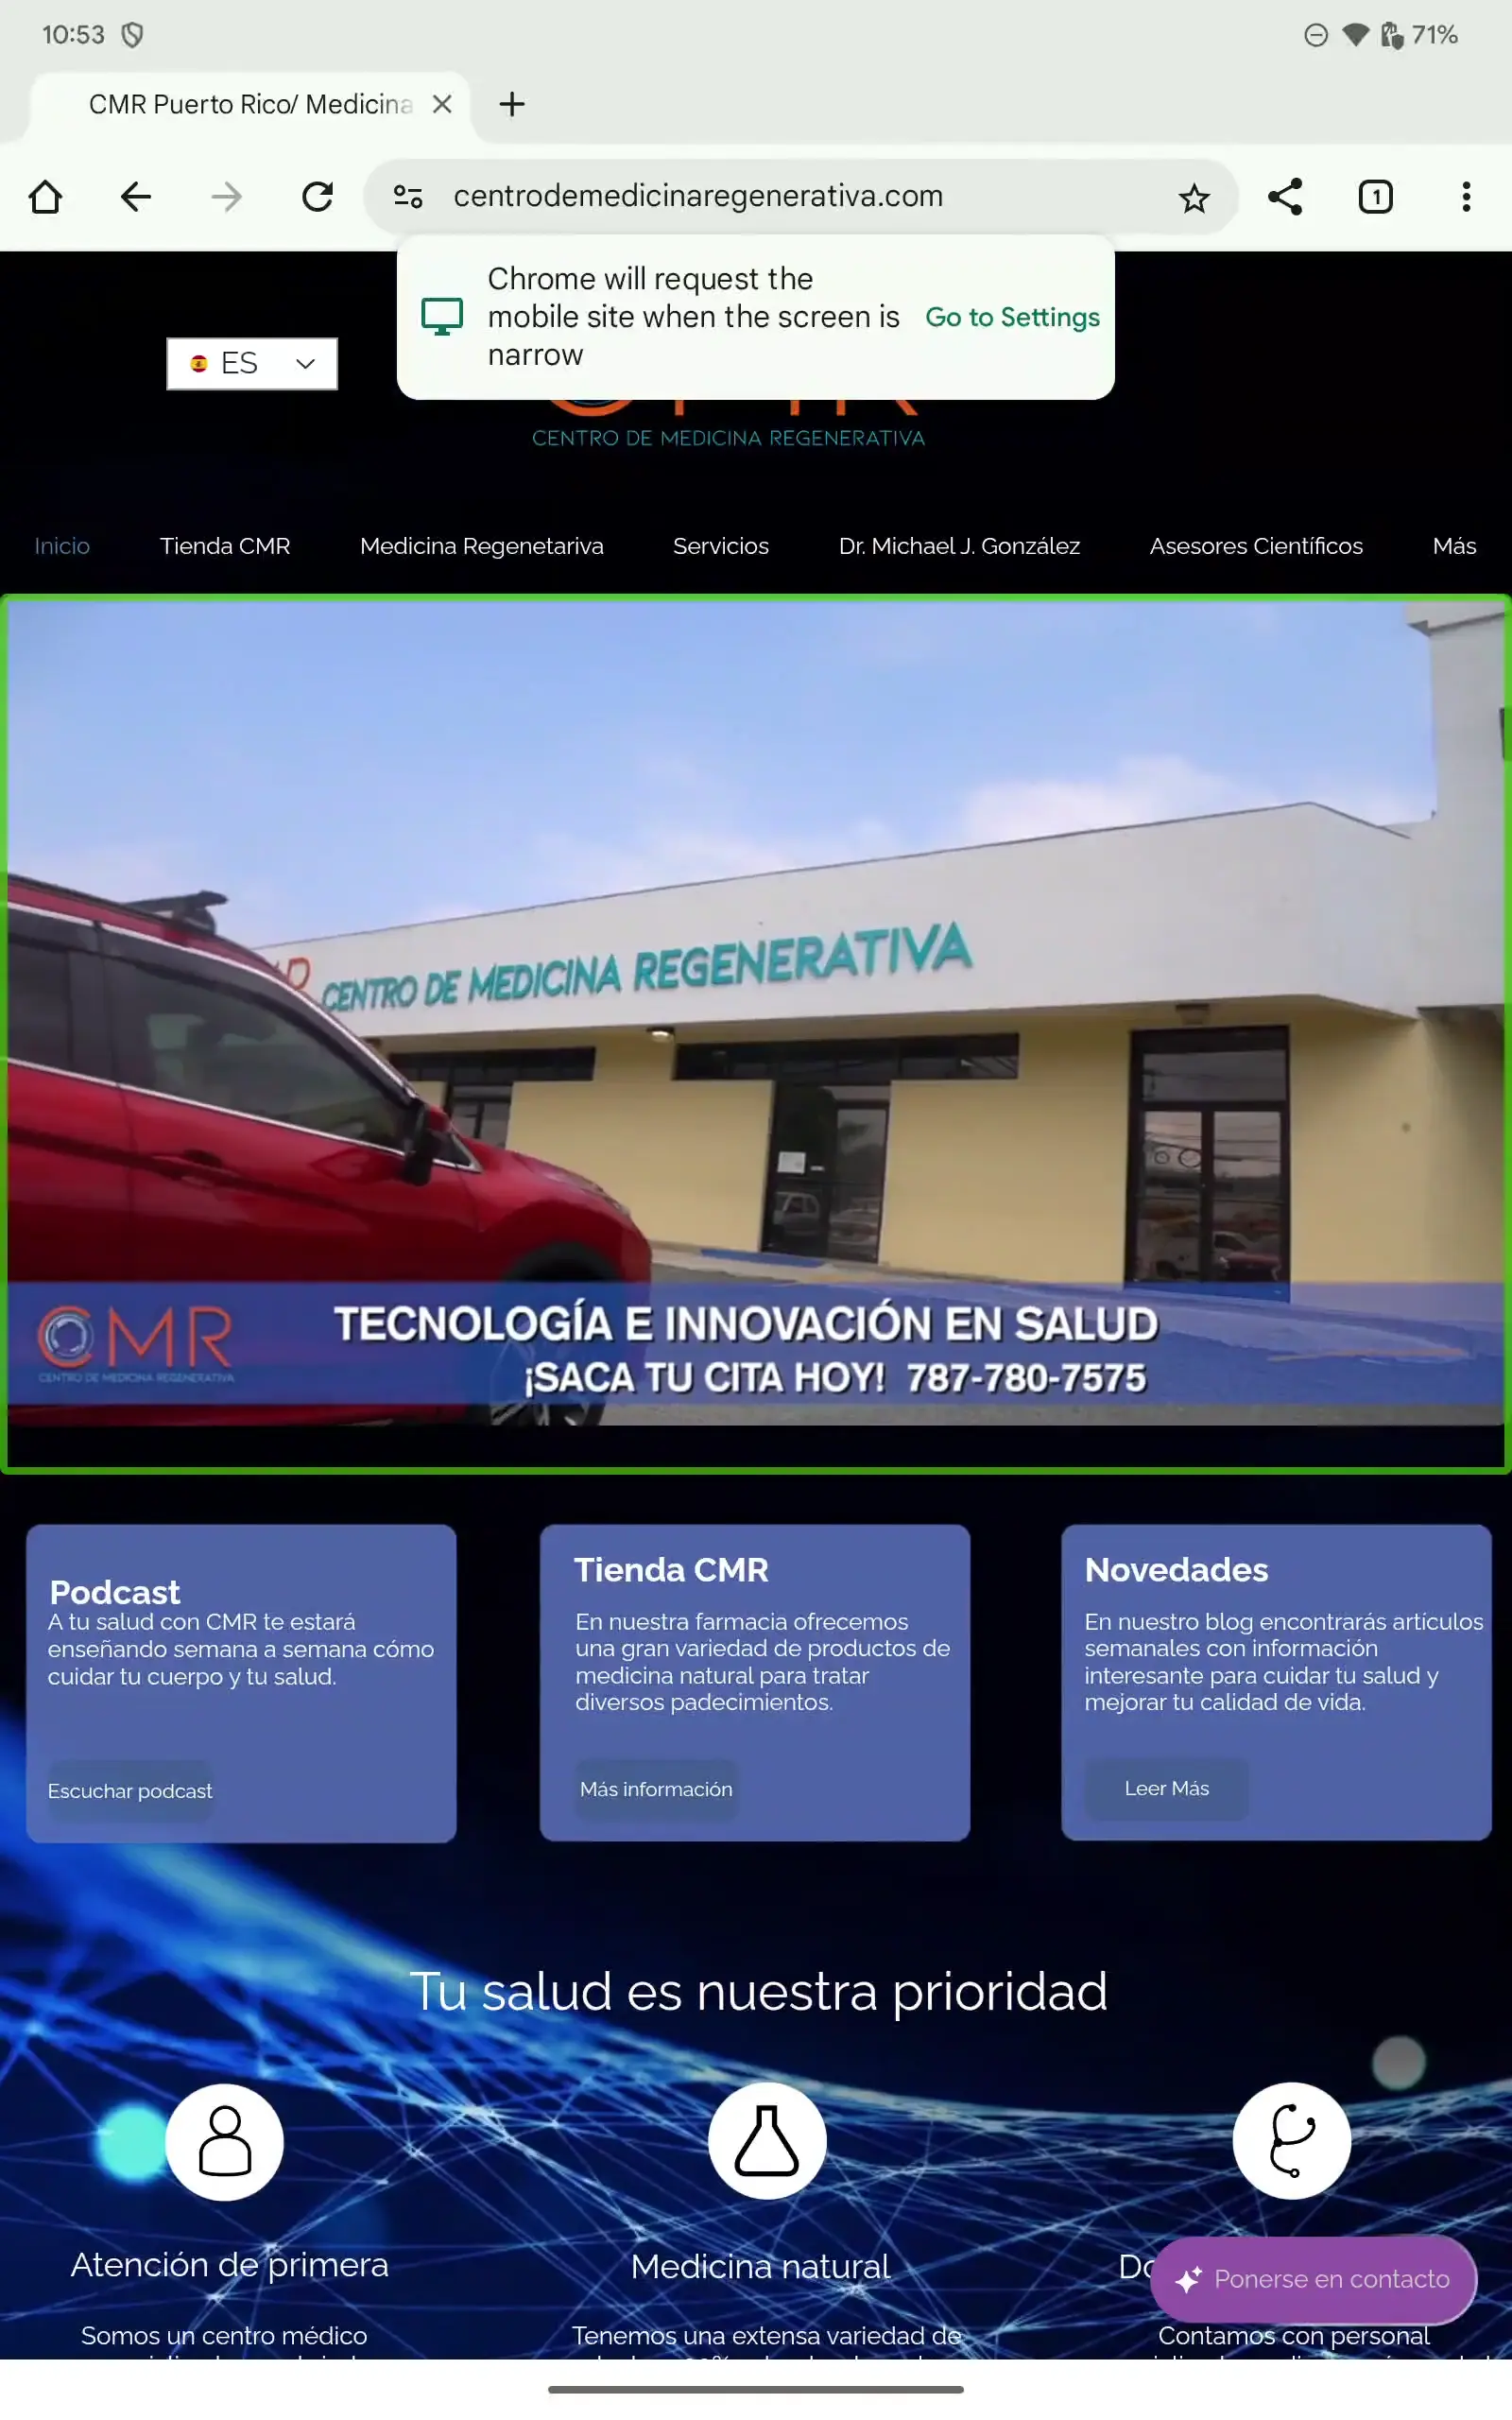 10:53
71%
CMR Puerto Rico/ Medicina
centrodemedicinaregenerativa.com
1
Chrome will request the
mobile site when the screen is
narrow
Go to Settings
ES
CENTRO DE MEDICINA REGENERATIVA
Inicio
Tienda CMR
Medicina Regenetariva
Servicios
Dr. Michael J. González
Asesores Científicos
Más
CENTRO DE MEDICINA REGENERATIVA
CMR
CENTRO DE MEDICINA REGENERATIVA
TECNOLOGÍA E INNOVACIÓN EN SALUD
¡SACA TU CITA HOY! 787-780-7575
Podcast
A tu salud con CMR te estará
enseñando semana a semana cómo
cuidar tu cuerpo y tu salud.
Escuchar podcast
Tienda CMR
En nuestra farmacia ofrecemos
una gran variedad de productos de
medicina natural para tratar
diversos padecimientos.
Más información
Novedades
En nuestro blog encontrarás artículos
semanales con información
interesante para cuidar tu salud y
mejorar tu calidad de vida.
Leer Más
Tu salud es nuestra prioridad
Atención de primera
Somos un centro médico
Medicina natural
Tenemos una extensa variedad de
Ponerse en contacto
Contamos con personal